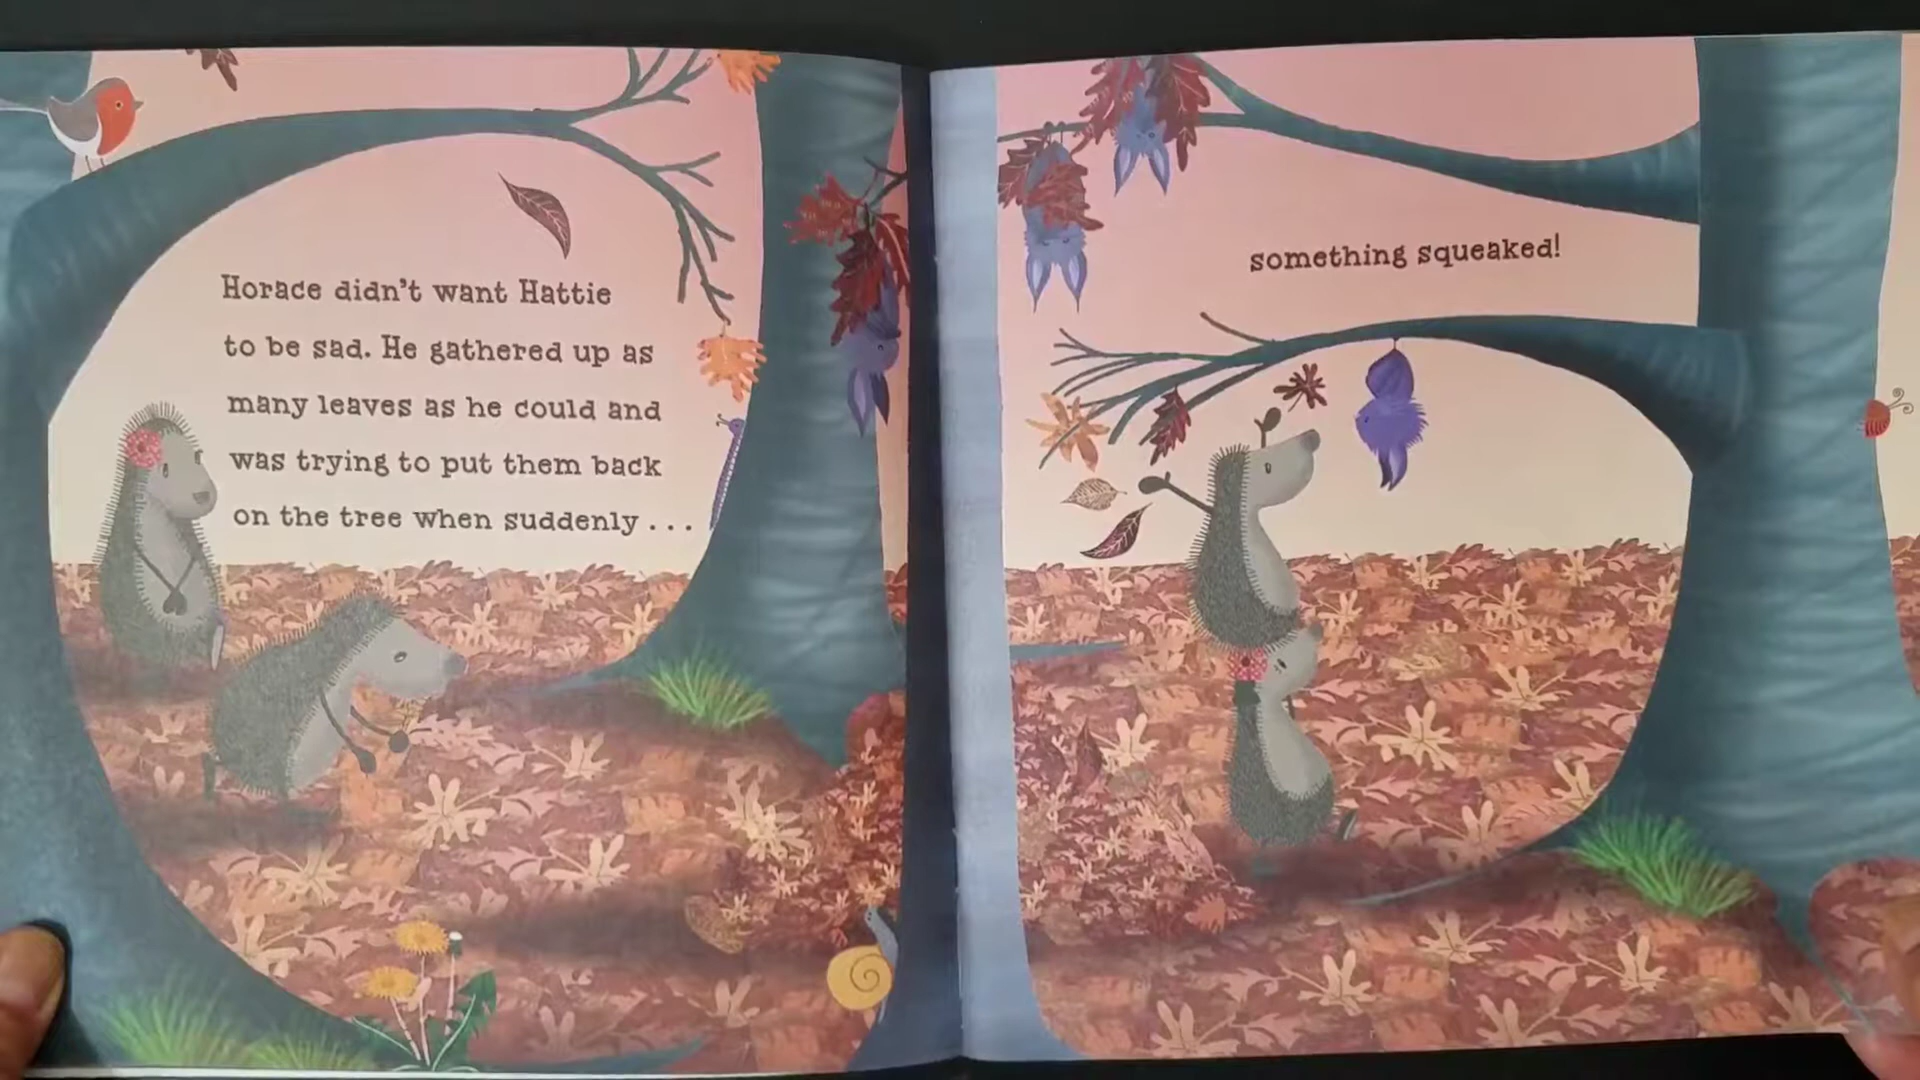 Horace didn't want Hattie
to be sad. He gathered up as
many leaves as he could and
was trying to put them back
on the tree when suddenly . . .
something squeaked!